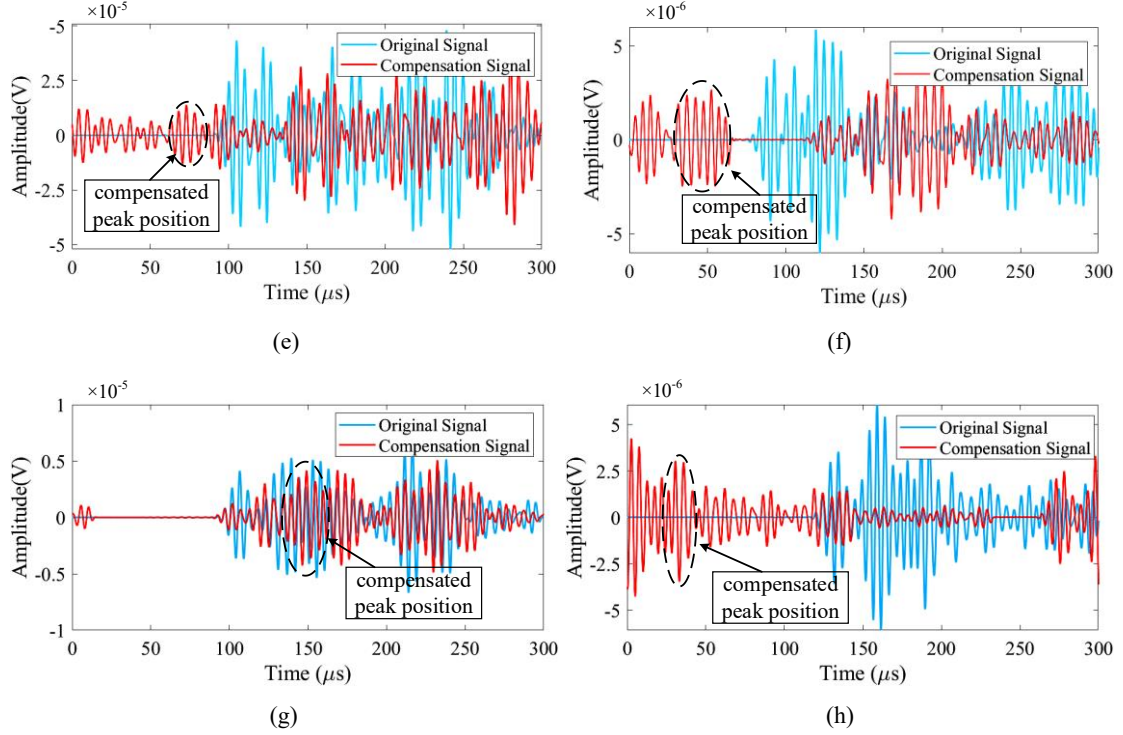 ×10-5
-5
2.5
0
-2.5
-5
Amplitude(V)
Original Signal
Compensation Signal
compensated
peak position
0 50 100 150 200 250 300
Time (μs)
(e)
×10-6
5
2.5
0
-2.5
-5
Amplitude(V)
Original Signal
Compensation Signal
compensated
peak position
0 50 100 150 200 250 300
Time (μs)
(f)
×10-5
1
0.5
0
-0.5
-1
Amplitude(V)
Original Signal
Compensation Signal
compensated
peak position
0 50 100 150 200 250 300
Time (μs)
(g)
×10-6
5
2.5
0
-2.5
-5
Amplitude(V)
Original Signal
Compensation Signal
compensated
peak position
0 50 100 150 200 250 300
Time (μs)
(h)